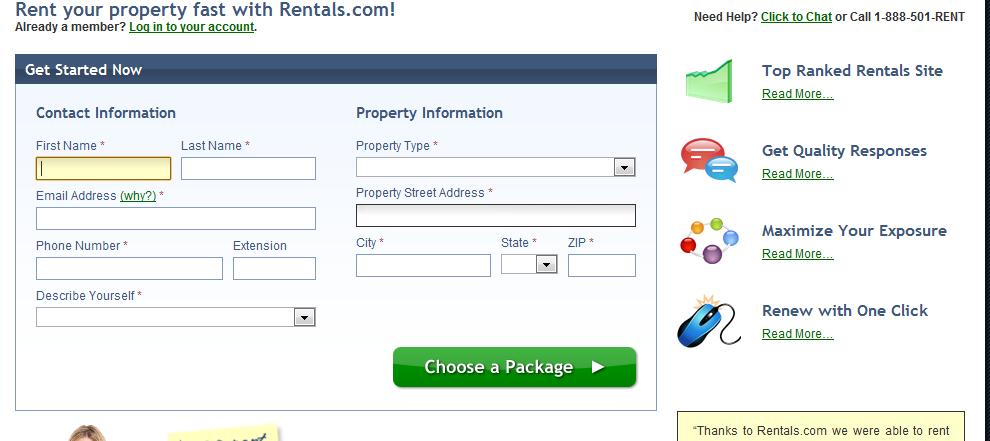 Rent your property fast with Rentals.com!
Already a member? Log in to your account.
Need Help? Click to Chat or Call 1-888-501-RENT
Get Started Now
Contact Information
First Name *
Last Name *
Email Address (why?) *
Phone Number *
Extension
Describe Yourself *
Property Information
Property Type *
Property Street Address *
City *
State *
ZIP *
Choose a Package
Top Ranked Rentals Site
Read More...
Get Quality Responses
Read More...
Maximize Your Exposure
Read More...
Renew with One Click
Read More...
“Thanks to Rentals.com we were able to rent